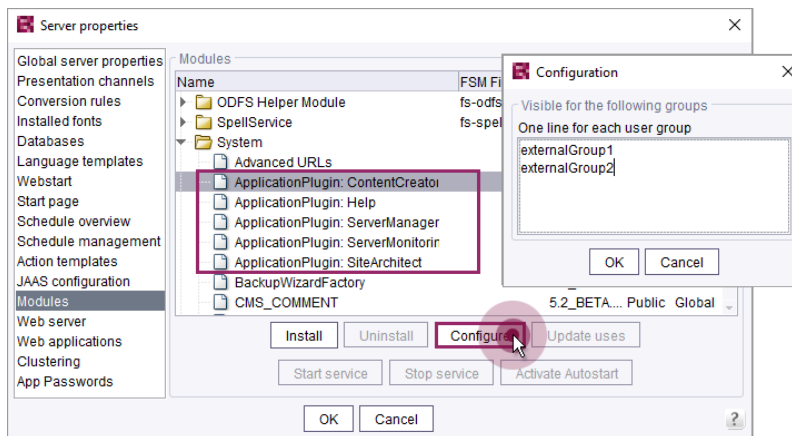 Server properties
Global server properties
Presentation channels
Conversion rules
Installed fonts
Databases
Language templates
Webstart
Start page
Schedule overview
Schedule management
Action templates
JAAS configuration
Modules
Web server
Web applications
Clustering
App Passwords
Modules
Name FSM Fi
ODFS Helper Module fs-odfs
SpellService fs-spel
System
Advanced URLs
ApplicationPlugin: ContentCreator
ApplicationPlugin: Help
ApplicationPlugin: ServerManager
ApplicationPlugin: ServerMonitorin
ApplicationPlugin: SiteArchitect
BackupWizardFactory
CMS_COMMENT 5.2_BETA.... Public Global
Install Uninstall Configure Update uses
Start service Stop service Activate Autostart
OK Cancel ?
Configuration
Visible for the following groups
One line for each user group
externalGroup1
externalGroup2
OK Cancel